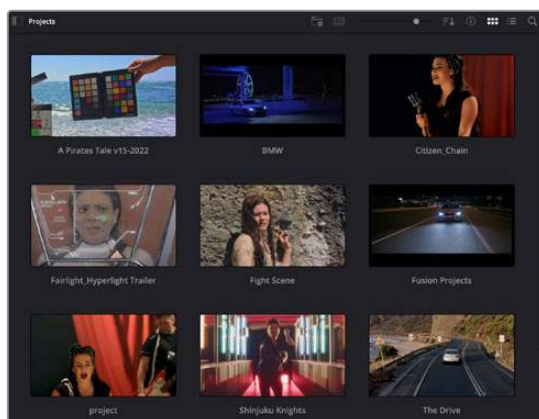 Projects
A Pirates Tale v15-2022
BMW
Citizen_Chain
Fairlight_Hyperlight Trailer
Fight Scene
Fusion Projects
project
Shinjuku Knights
The Drive